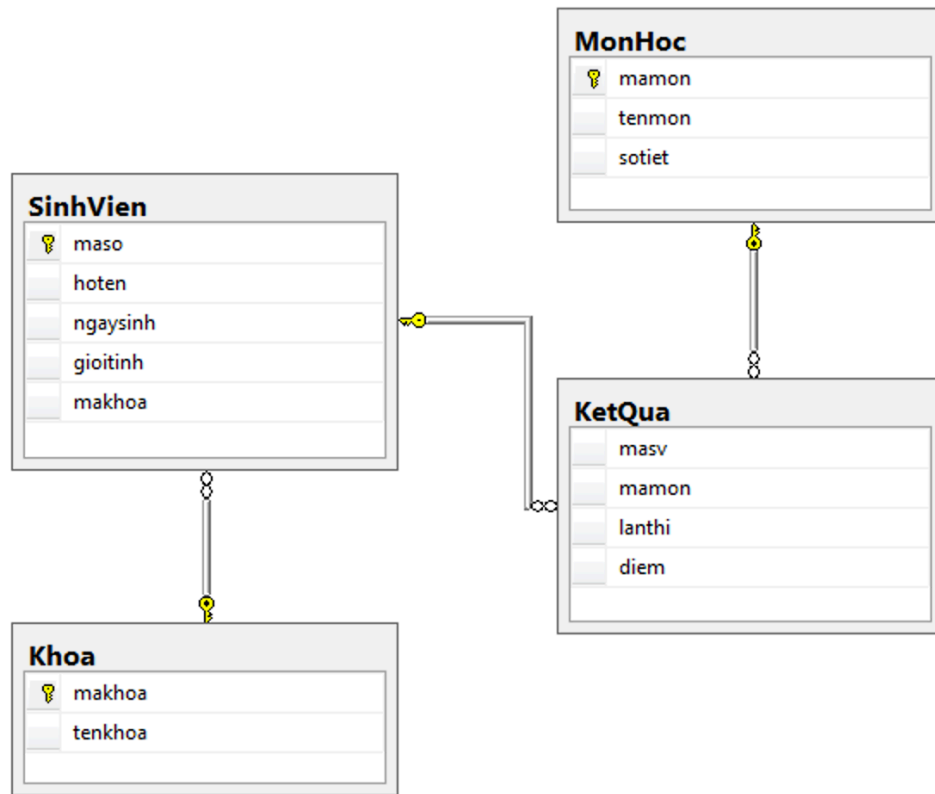 MonHoc
mamon
tenmon
sotiet
SinhVien
maso
hoten
ngaysinh
gioitinh
makhoa
KetQua
masv
mamon
lanthi
diem
Khoa
makhoa
tenkhoa